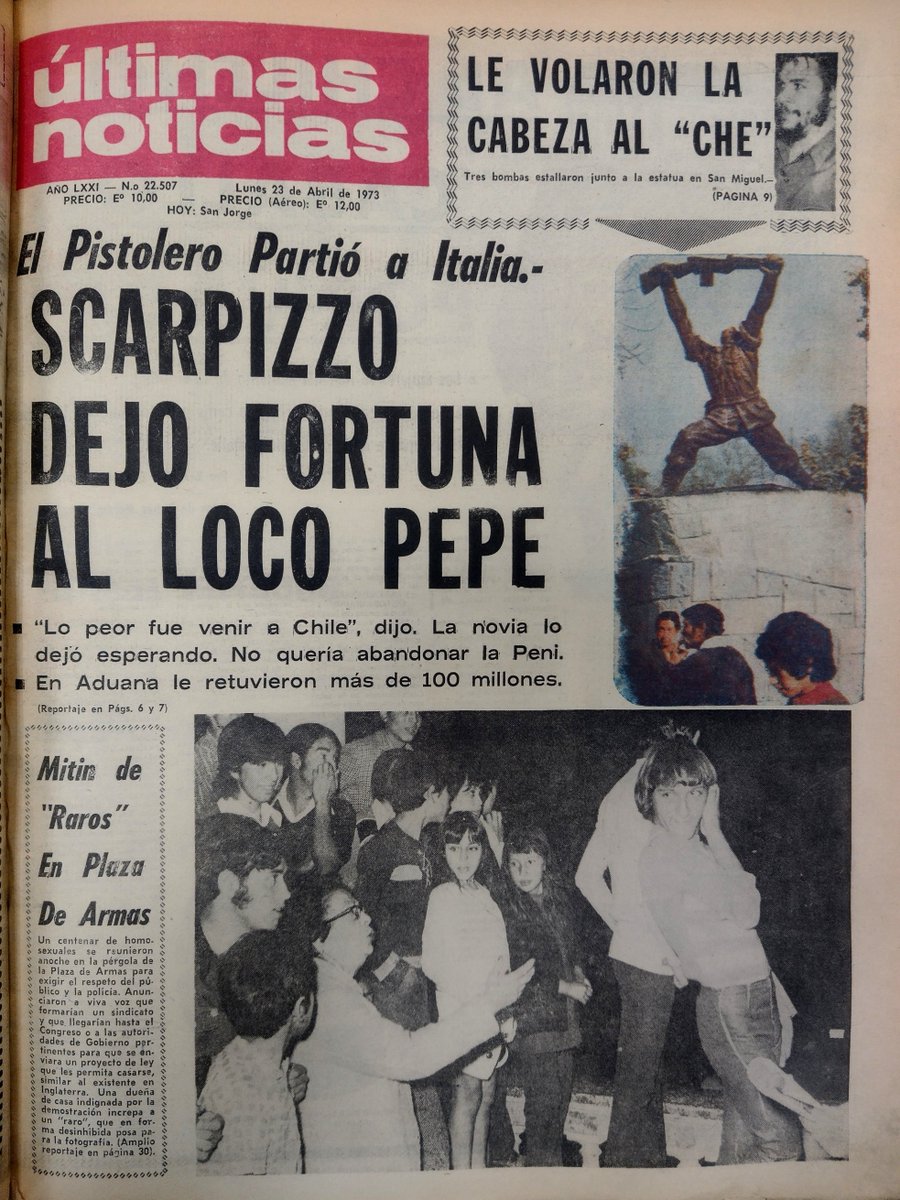 últimas
noticias
AÑO LXXI — N.o 22.507 — Lunes 23 de Abril de 1973
PRECIO: Eº 10,00 — PRECIO (Aéreo): Eº 12,00
HOY: San Jorge
LE VOLARON LA
CABEZA AL "CHE"
Tres bombas estallaron junto a la estatua en San Miguel.—
(PAGINA 9)
El Pistolero Partió a Italia.-
SCARPIZZO
DEJO FORTUNA
AL LOCO PEPE
"Lo peor fue venir a Chile", dijo. La novia lo
dejó esperando. No quería abandonar la Peni.
En Aduana le retuvieron más de 100 millones.
(Reportaje en Págs. 6 y 7)
Mitin de
"Raros"
En Plaza
De Armas
Un centenar de homo-
sexuales se reunieron
anoche en la pérgola de
la Plaza de Armas para
exigir el respeto del pú-
blico y la policía. Anun-
ciaron a viva voz que
formarían un sindicato
y que llegarían hasta el
Congreso o a las autori-
dades de Gobierno per-
tinentes para que se en-
viara un proyecto de ley
que les permita casarse,
similar al existente en
Inglaterra. Una dueña
de casa indignada por la
demostración increpa a
un "raro", que en for-
ma desinhibida posa pa-
ra la fotografía. (Amplio
reportaje en página 30).